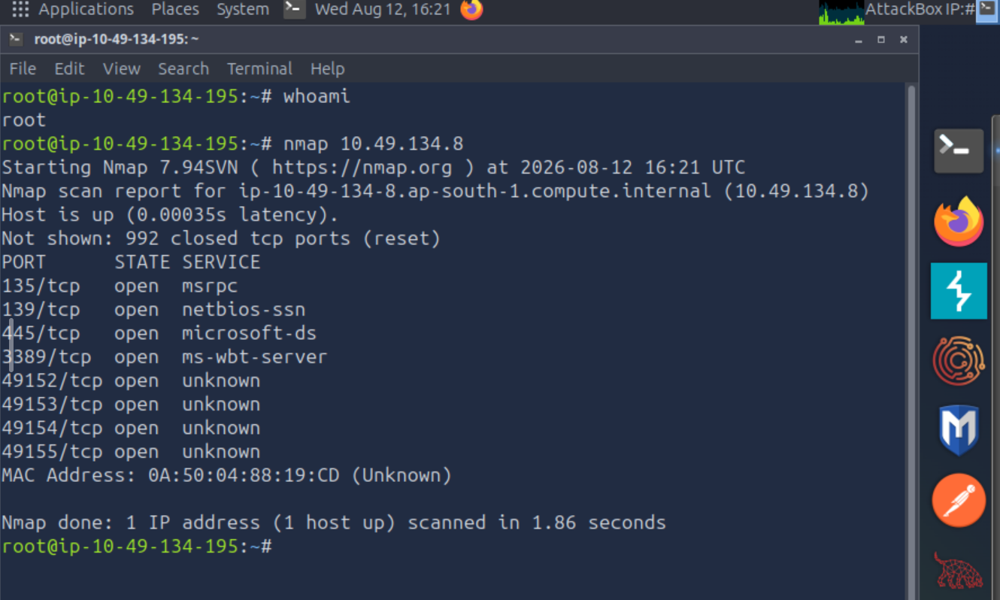 Applications Places System Wed Aug 12, 16:21 AttackBox IP:#
root@ip-10-49-134-195: ~
File Edit View Search Terminal Help
root@ip-10-49-134-195:~# whoami
root
root@ip-10-49-134-195:~# nmap 10.49.134.8
Starting Nmap 7.94SVN ( https://nmap.org ) at 2026-08-12 16:21 UTC
Nmap scan report for ip-10-49-134-8.ap-south-1.compute.internal (10.49.134.8)
Host is up (0.00035s latency).
Not shown: 992 closed tcp ports (reset)
PORT      STATE SERVICE
135/tcp   open  msrpc
139/tcp   open  netbios-ssn
445/tcp   open  microsoft-ds
3389/tcp  open  ms-wbt-server
49152/tcp open  unknown
49153/tcp open  unknown
49154/tcp open  unknown
49155/tcp open  unknown
MAC Address: 0A:50:04:88:19:CD (Unknown)
Nmap done: 1 IP address (1 host up) scanned in 1.86 seconds
root@ip-10-49-134-195:~#